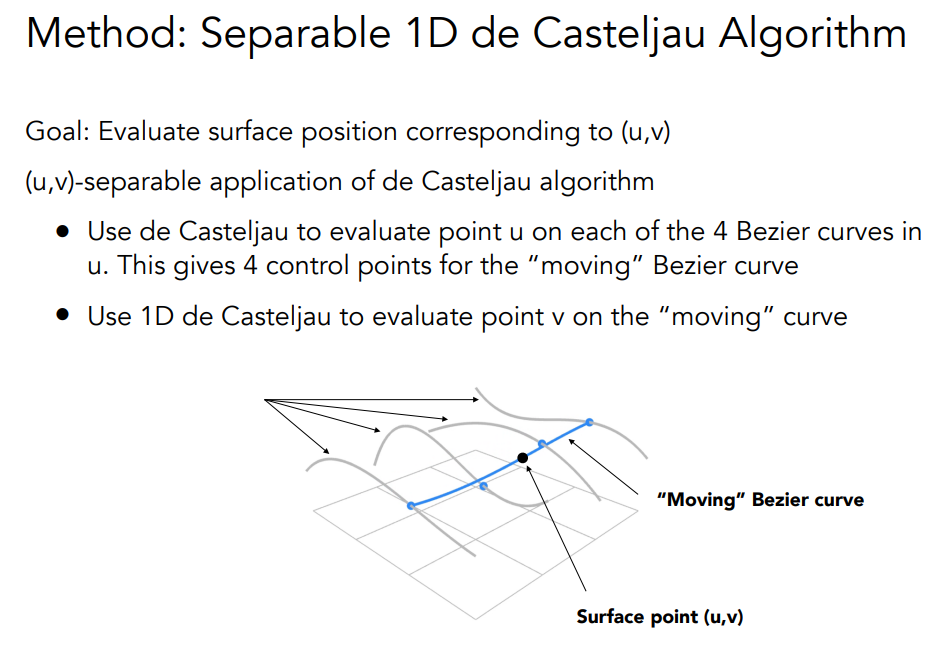 Method: Separable 1D de Casteljau Algorithm
Goal: Evaluate surface position corresponding to (u,v)
(u,v)-separable application of de Casteljau algorithm
● Use de Casteljau to evaluate point u on each of the 4 Bezier curves in
u. This gives 4 control points for the “moving” Bezier curve
● Use 1D de Casteljau to evaluate point v on the “moving” curve
“Moving” Bezier curve
Surface point (u,v)